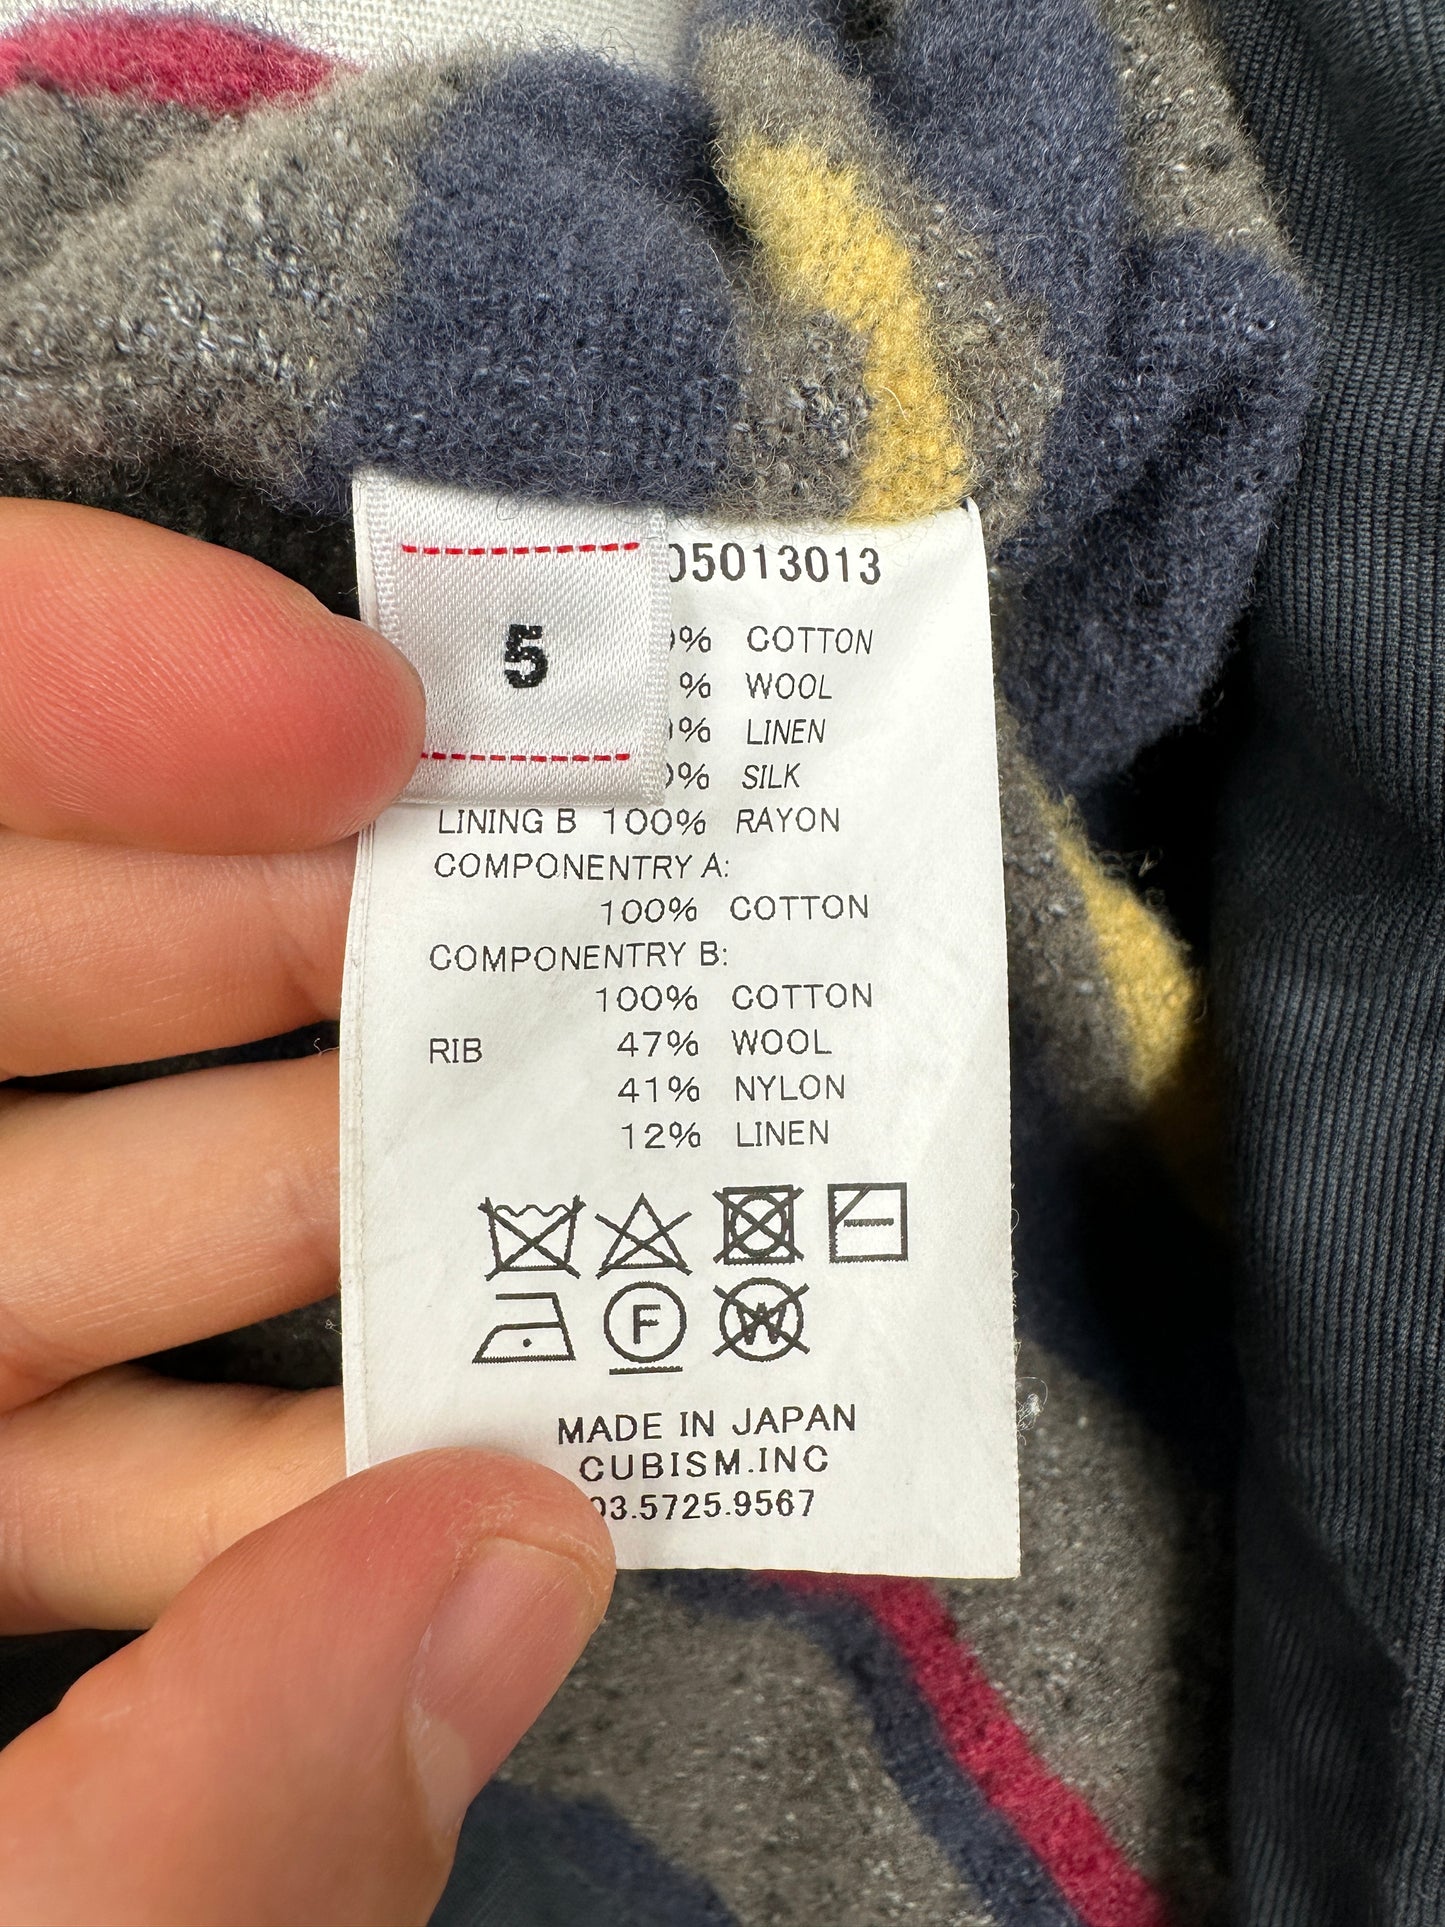 05013013
5
% COTTON
% WOOL
% LINEN
% SILK
LINING B 100% RAYON
COMPONENTRY A:
100% COTTON
COMPONENTRY B:
100% COTTON
RIB 47% WOOL
41% NYLON
12% LINEN
F
W
MADE IN JAPAN
CUBISM.INC
03.5725.9567